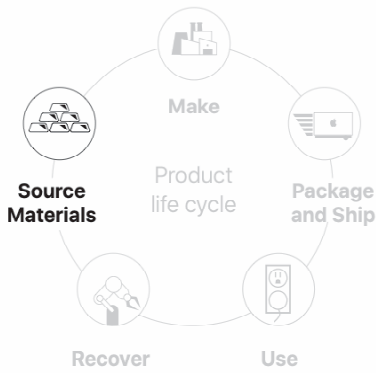 Make
Source
Materials
Product
life cycle
Package
and Ship
Recover
Use